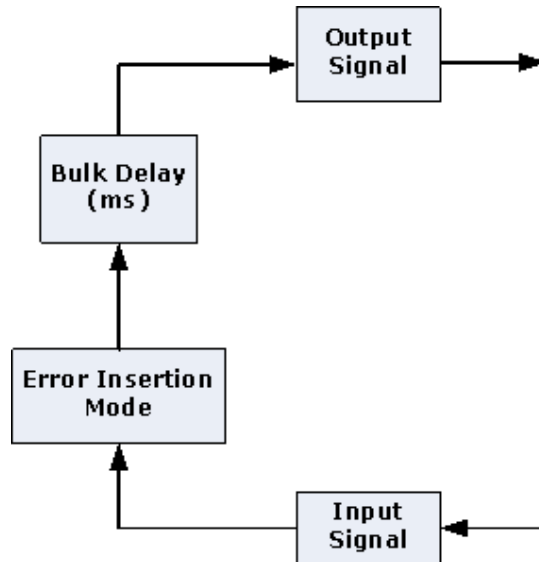 Output
Signal
Bulk Delay
(ms)
Error Insertion
Mode
Input
Signal